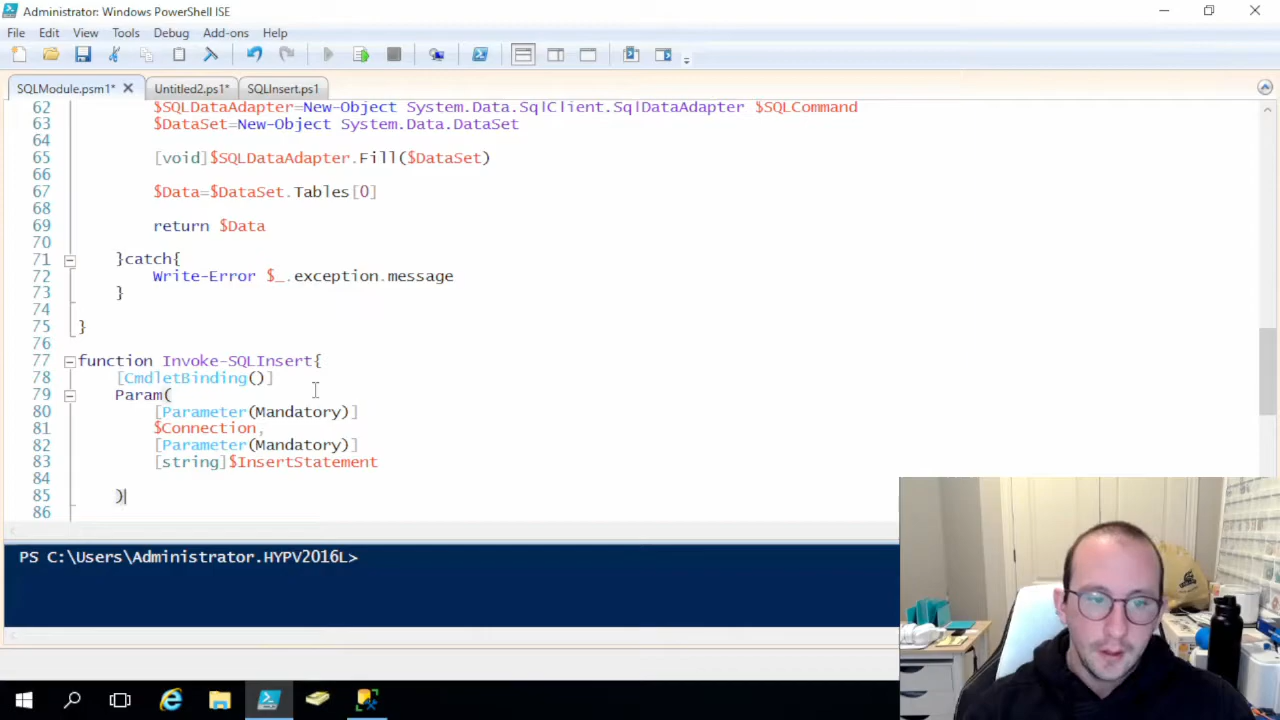 Administrator: Windows PowerShell ISE
File Edit View Tools Debug Add-ons Help
SQLModule.psm1* Untitled2.ps1* SQLInsert.ps1
62 $SQLDataAdapter=New-Object System.Data.SqlClient.SqlDataAdapter $SQLCommand
63 $DataSet=New-Object System.Data.DataSet
64
65 [void]$SQLDataAdapter.Fill($DataSet)
66
67 $Data=$DataSet.Tables[0]
68
69 return $Data
70
71 }catch{
72 Write-Error $_.exception.message
73 }
74
75 }
76
77 function Invoke-SQLInsert{
78 [CmdletBinding()]
79 Param(
80 [Parameter(Mandatory)]
81 $Connection,
82 [Parameter(Mandatory)]
83 [string]$InsertStatement
84
85 )
86
PS C:\Users\Administrator.HYPV2016L>